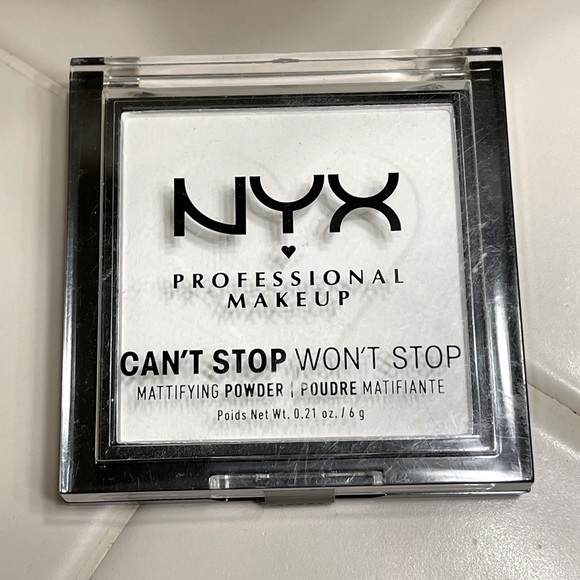 NYX
PROFESSIONAL
MAKEUP
CAN'T STOP WON'T STOP
MATTIFYING POWDER | POUDRE MATIFIANTE
Poids Net Wt. 0.21 oz. / 6 g